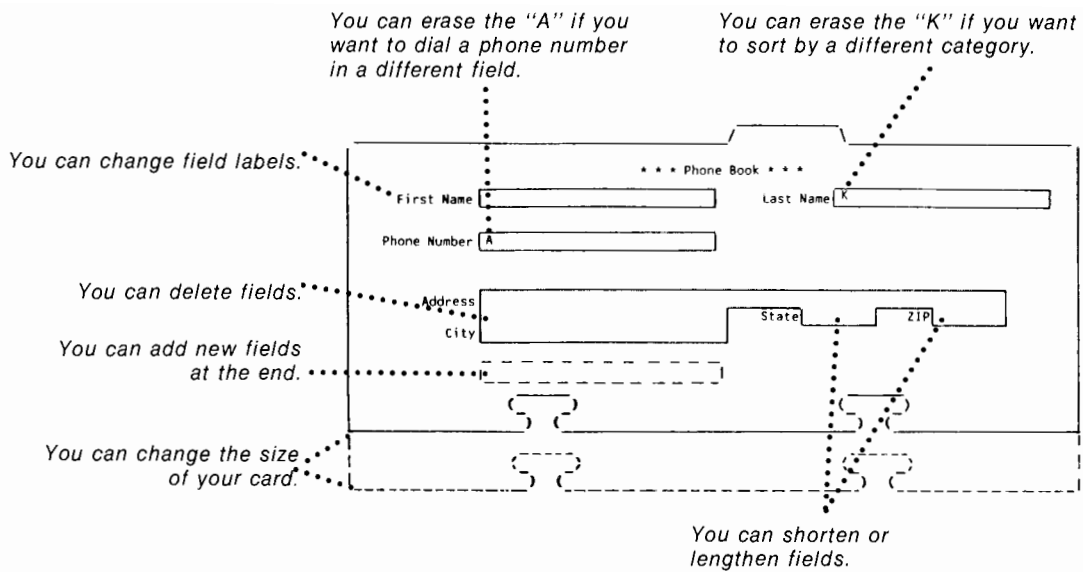 You can erase the “A” if you
want to dial a phone number
in a different field.
You can erase the “K” if you want
to sort by a different category.
You can change field labels.
* * * Phone Book * * *
First Name
Last Name K
Phone Number A
You can delete fields.
Address
City
State
ZIP
You can add new fields
at the end.
You can change the size
of your card.
You can shorten or
lengthen fields.